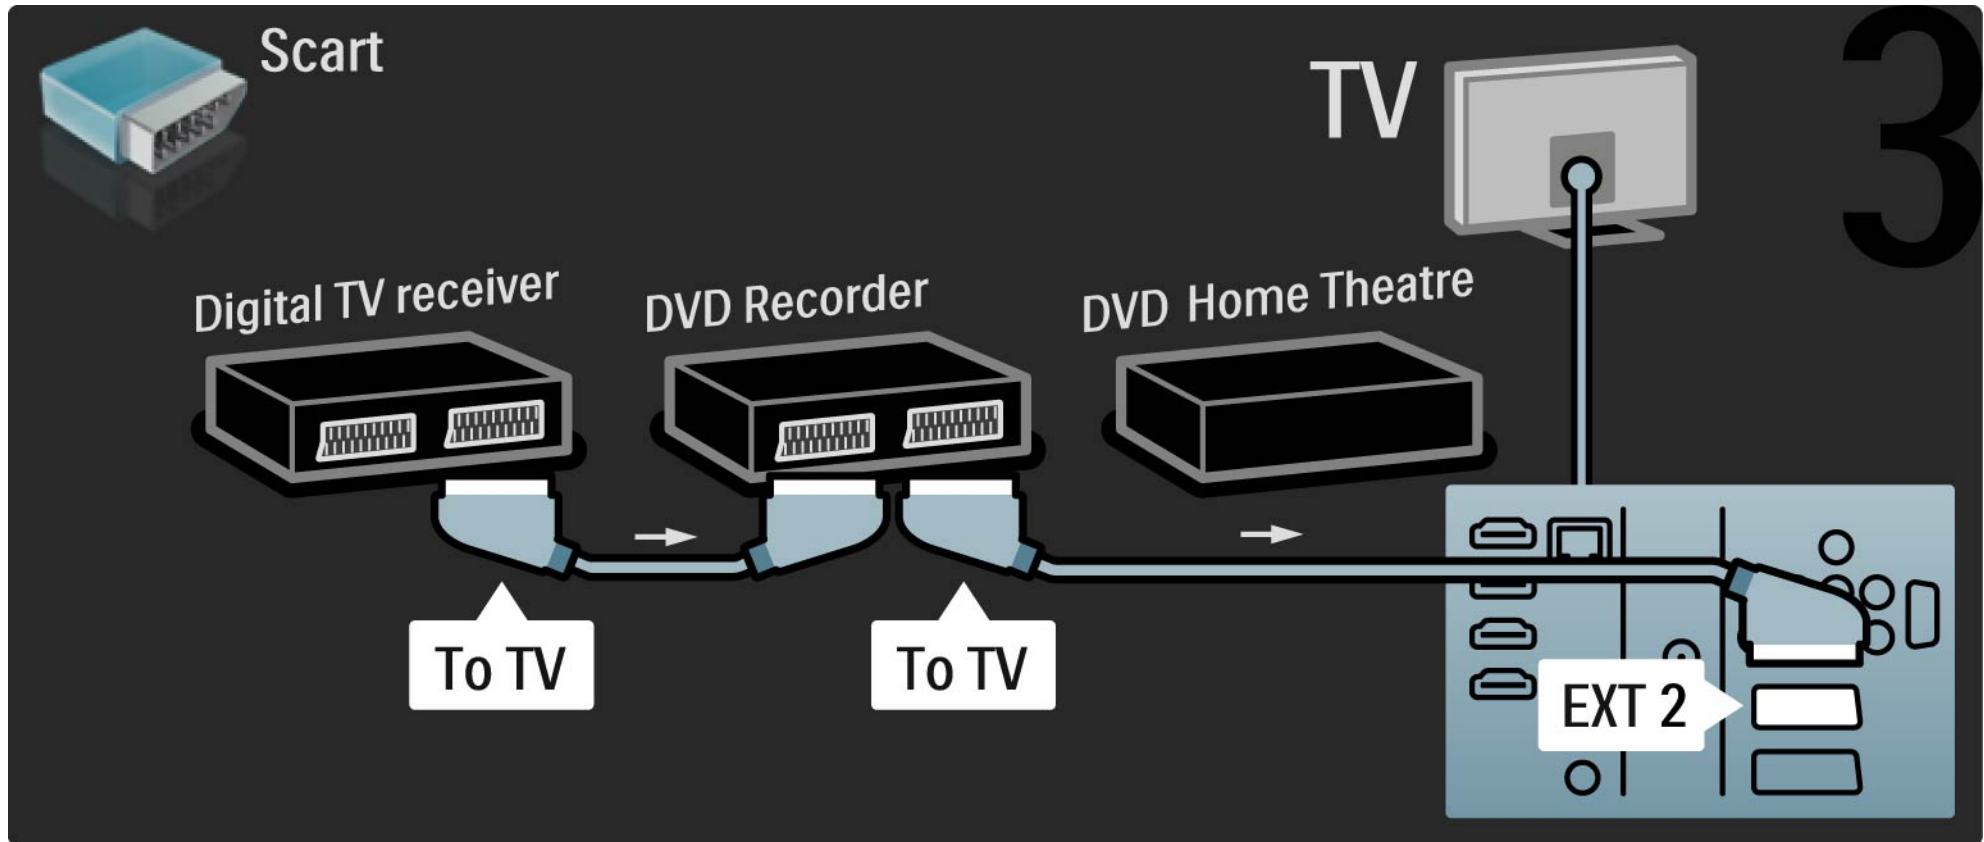 Scart
TV
3
Digital TV receiver
DVD Recorder
DVD Home Theatre
To TV
To TV
EXT 2